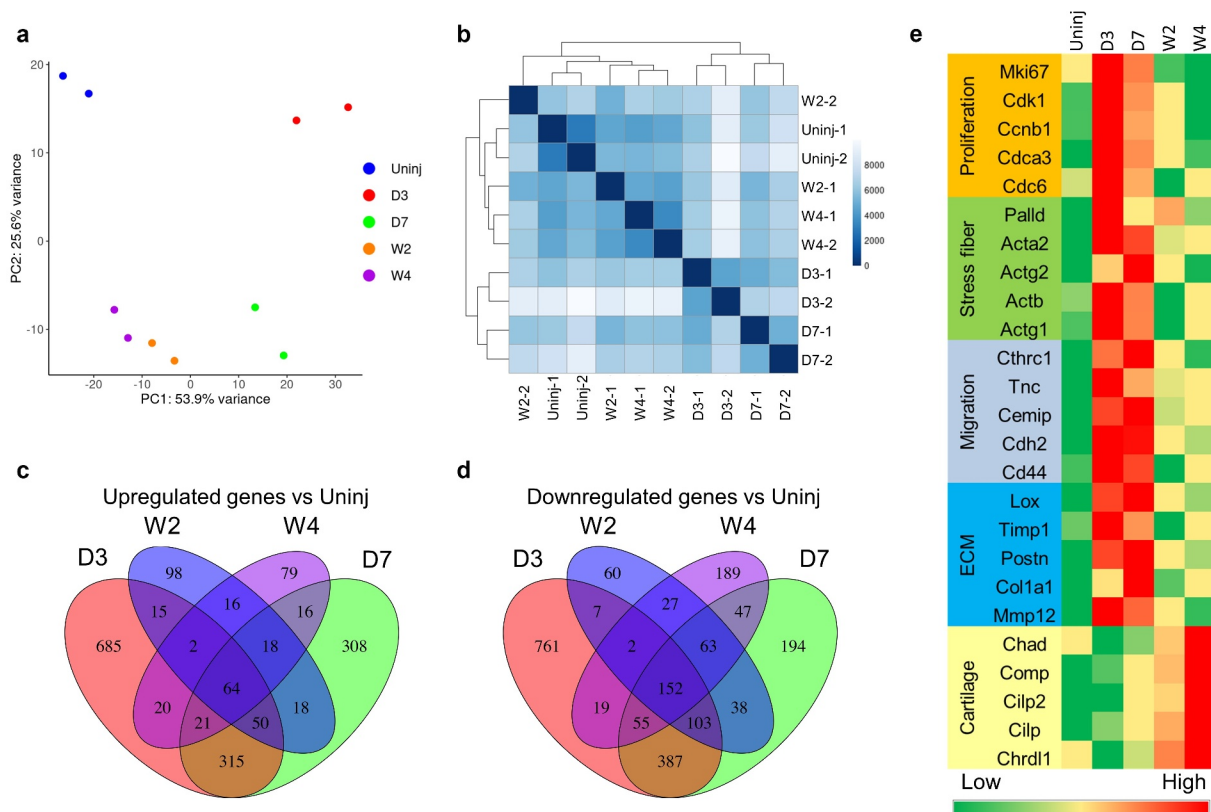 a
20
10
0
-10
PC2: 25.6% variance
-20 -10 0 10 20 30
PC1: 53.9% variance
Uninj
D3
D7
W2
W4
b
W2-2
Uninj-1
Uninj-2
W2-1
W4-1
W4-2
D3-1
D3-2
D7-1
D7-2
W2-2 Uninj-1 Uninj-2 W2-1 W4-1 W4-2 D3-1 D3-2 D7-1 D7-2
8000
6000
4000
2000
0
c
Upregulated genes vs Uninj
W2 W4
D3 D7
98 79
15 16 16
685 2 18 308
64
20 21 50 18
315
d
Downregulated genes vs Uninj
W2 W4
D3 D7
60 189
7 27 47
761 2 63 194
152
19 55 103 38
387
e
Uninj D3 D7 W2 W4
Proliferation
Mki67
Cdk1
Ccnb1
Cdca3
Cdc6
Stress fiber
Palld
Acta2
Actg2
Actb
Actg1
Migration
Cthrc1
Tnc
Cemip
Cdh2
Cd44
ECM
Lox
Timp1
Postn
Col1a1
Mmp12
Cartilage
Chad
Comp
Cilp2
Cilp
Chrdl1
Low High